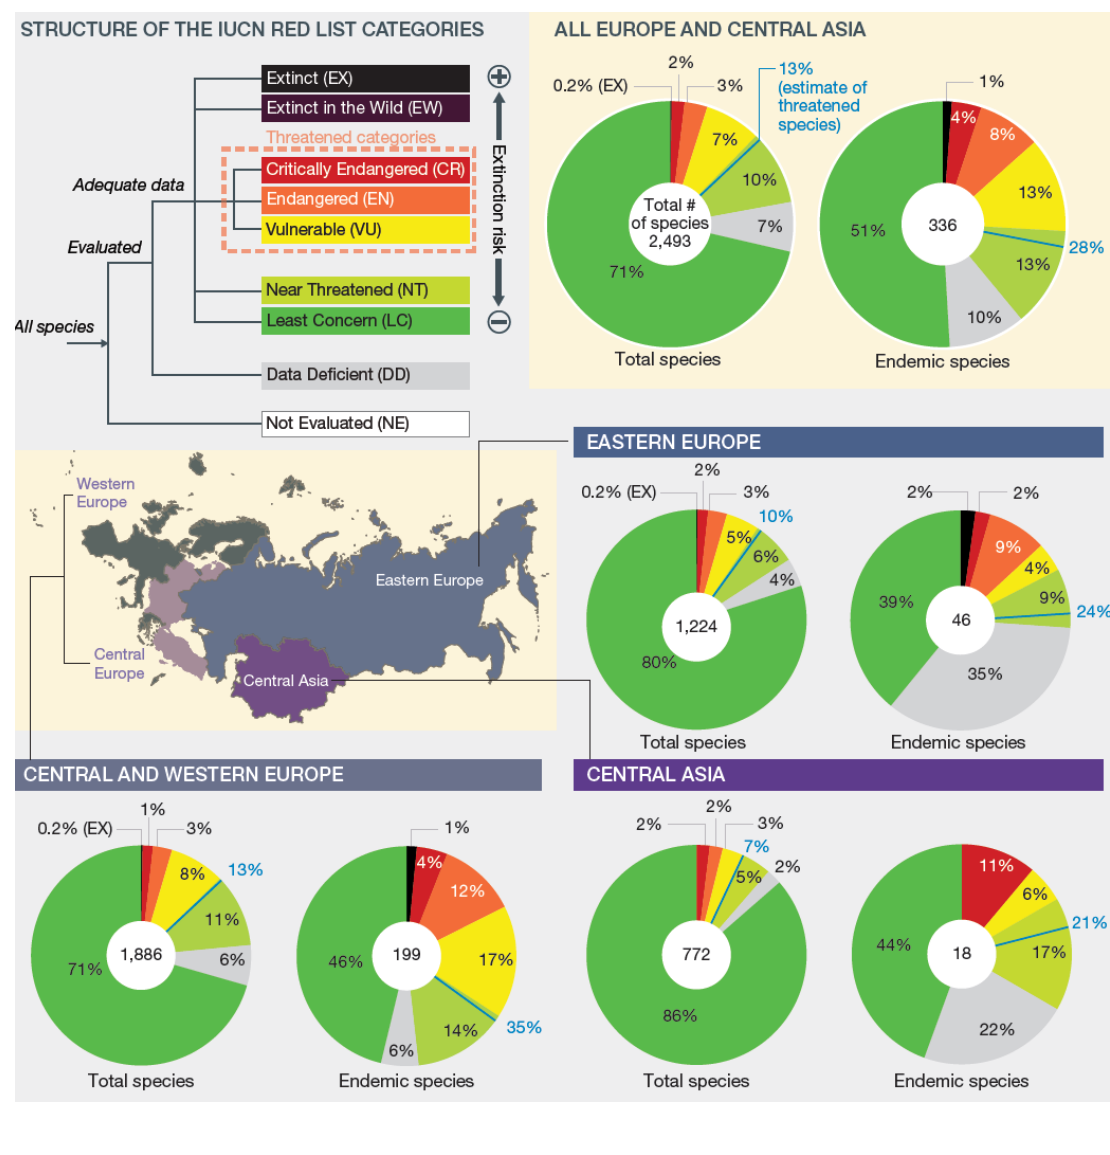 STRUCTURE OF THE IUCN RED LIST CATEGORIES
Extinct (EX)
Extinct in the Wild (EW)
Threatened categories
Critically Endangered (CR)
Adequate data
Endangered (EN)
Vulnerable (VU)
Evaluated
Near Threatened (NT)
Least Concern (LC)
All species
Data Deficient (DD)
Not Evaluated (NE)
+
Extinction risk
−
ALL EUROPE AND CENTRAL ASIA
0.2% (EX)
2%
3%
13%
(estimate of
threatened
species)
7%
10%
7%
71%
Total #
of species
2,493
Total species
1%
4%
8%
13%
28%
13%
10%
51%
336
Endemic species
Western
Europe
Eastern Europe
Central
Europe
Central Asia
EASTERN EUROPE
0.2% (EX)
2%
3%
10%
5%
6%
4%
80%
1,224
Total species
2%
2%
9%
4%
9%
24%
35%
39%
46
Endemic species
CENTRAL AND WESTERN EUROPE
0.2% (EX)
1%
3%
8%
13%
11%
6%
71%
1,886
Total species
1%
4%
12%
17%
35%
14%
6%
46%
199
Endemic species
CENTRAL ASIA
2%
2%
3%
7%
5%
2%
86%
772
Total species
11%
6%
21%
17%
22%
44%
18
Endemic species